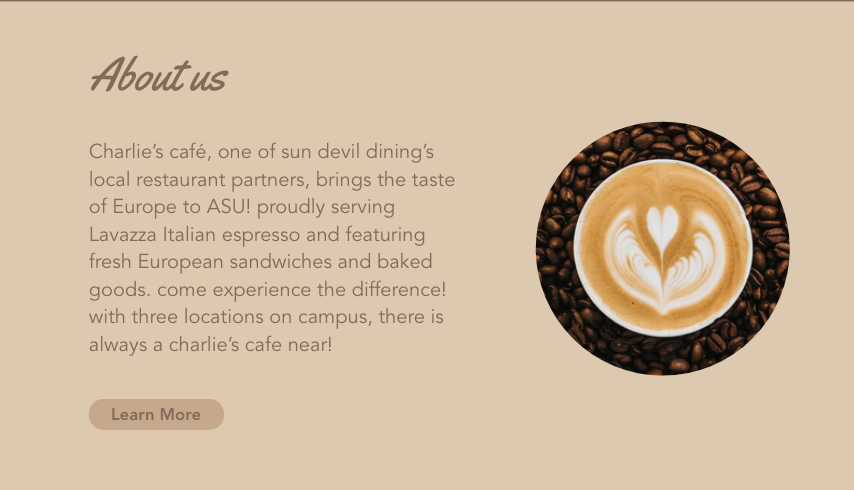 About us
Charlie's café, one of sun devil dining's
local restaurant partners, brings the taste
of Europe to ASU! proudly serving
Lavazza Italian espresso and featuring
fresh European sandwiches and baked
goods. come experience the difference!
with three locations on campus, there is
always a charlie's cafe near!
Learn More